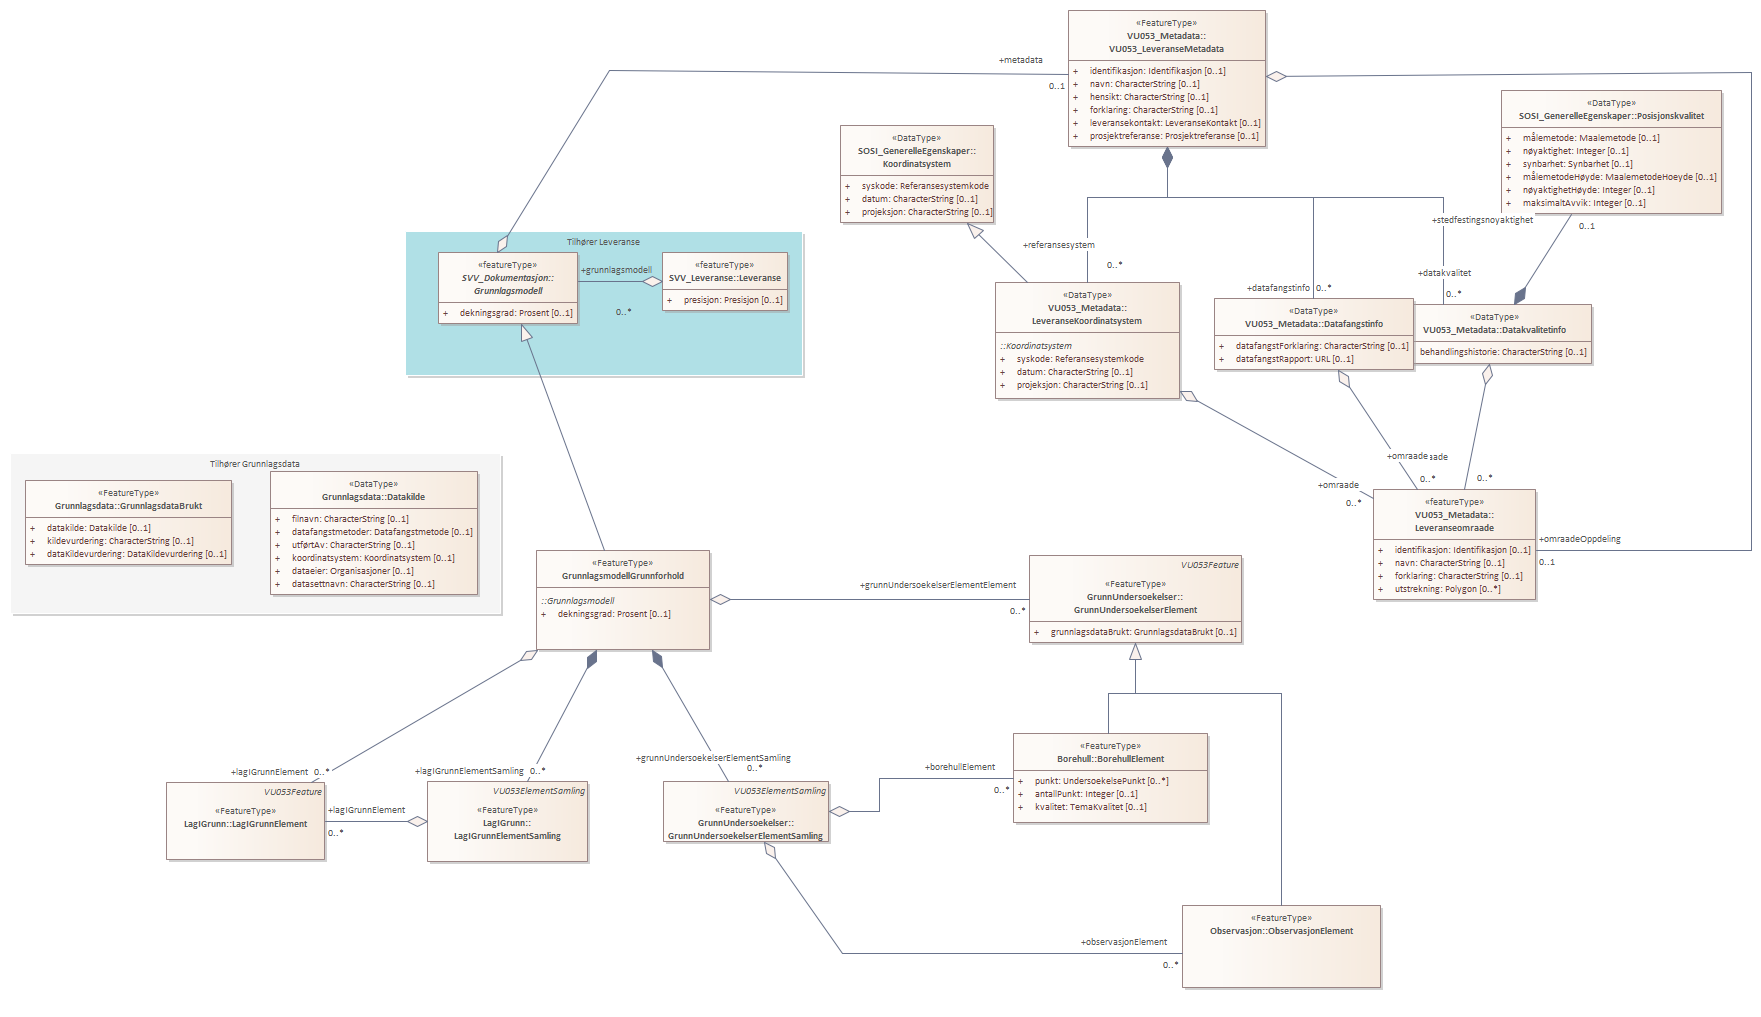 «FeatureType»
VU053_Metadata::
VU053_LeveranseMetadata
+ identifikasjon: Identifikasjon [0..1]
+ navn: CharacterString [0..1]
+ hensikt: CharacterString [0..1]
+ forklaring: CharacterString [0..1]
+ leveransekontakt: LeveranseKontakt [0..1]
+ prosjektreferanse: Prosjektreferanse [0..1]
+metadata
0..1
«DataType»
SOSI_GenerelleEgenskaper::Posisjonskvalitet
+ målemetode: Maalemetode [0..1]
+ nøyaktighet: Integer [0..1]
+ synbarhet: Synbarhet [0..1]
+ målemetodeHøyde: MaalemetodeHoeyde [0..1]
+ nøyaktighetHøyde: Integer [0..1]
+ maksimaltAvvik: Integer [0..1]
«DataType»
SOSI_GenerelleEgenskaper::
Koordinatsystem
+ syskode: Referansesystemkode
+ datum: CharacterString [0..1]
+ projeksjon: CharacterString [0..1]
+stedfestingsnoyaktighet
0..1
+referansesystem
0..*
+datafangstinfo 0..*
+datakvalitet
0..*
Tilhører Leveranse
«featureType»
SVV_Dokumentasjon::
Grunnlagsmodell
+ dekningsgrad: Prosent [0..1]
+grunnlagsmodell
0..*
«featureType»
SVV_Leveranse::Leveranse
+ presisjon: Presisjon [0..1]
«DataType»
VU053_Metadata::
LeveranseKoordinatsystem
::Koordinatsystem
+ syskode: Referansesystemkode
+ datum: CharacterString [0..1]
+ projeksjon: CharacterString [0..1]
«DataType»
VU053_Metadata::Datafangstinfo
+ datafangstForklaring: CharacterString [0..1]
+ datafangstRapport: URL [0..1]
«DataType»
VU053_Metadata::Datakvalitetinfo
behandlingshistorie: CharacterString [0..1]
+omraade
0..*
+omraade
aade
0..*
0..*
«featureType»
VU053_Metadata::
Leveranseomraade
+ identifikasjon: Identifikasjon [0..1]
+ navn: CharacterString [0..1]
+ forklaring: CharacterString [0..1]
+ utstrekning: Polygon [0..*]
+omraadeOppdeling
0..1
Tilhører Grunnlagsdata
«FeatureType»
Grunnlagsdata::GrunnlagsdataBrukt
+ datakilde: Datakilde [0..1]
+ kildevurdering: CharacterString [0..1]
+ dataKildevurdering: DataKildevurdering [0..1]
«DataType»
Grunnlagsdata::Datakilde
+ filnavn: CharacterString [0..1]
+ datafangstmetoder: Datafangstmetode [0..1]
+ utførtAv: CharacterString [0..1]
+ koordinatsystem: Koordinatsystem [0..1]
+ dataeier: Organisasjoner [0..1]
+ datasettnavn: CharacterString [0..1]
«FeatureType»
GrunnlagsmodellGrunnforhold
::Grunnlagsmodell
+ dekningsgrad: Prosent [0..1]
+grunnUndersoekelserElementElement
0..*
VU053Feature
«FeatureType»
GrunnUndersoekelser::
GrunnUndersoekelserElement
+ grunnlagsdataBrukt: GrunnlagsdataBrukt [0..1]
+lagIGrunnElement 0..*
+lagIGrunnElementSamling 0..*
+grunnUndersoekelserElementSamling
0..*
VU053Feature
«FeatureType»
LagIGrunn::LagIGrunnElement
+lagIGrunnElement
0..*
VU053ElementSamling
«FeatureType»
LagIGrunn::
LagIGrunnElementSamling
VU053ElementSamling
«FeatureType»
GrunnUndersoekelser::
GrunnUndersoekelserElementSamling
+borehullElement
0..*
«FeatureType»
Borehull::BorehullElement
+ punkt: UndersoekelsePunkt [0..*]
+ antallPunkt: Integer [0..1]
+ kvalitet: TemaKvalitet [0..1]
+observasjonElement
0..*
«FeatureType»
Observasjon::ObservasjonElement